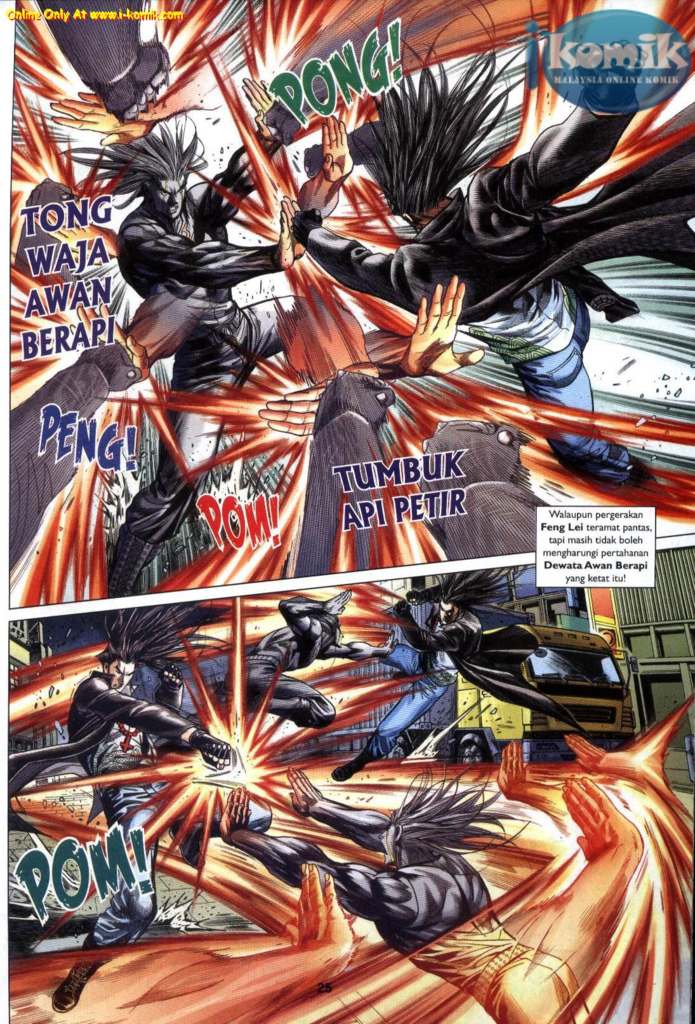 Online Only At www.i-komik.com
ikomik
MALAYSIA ONLINE KOMIK
PONG!
TONG
WAJA
AWAN
BERAPI
PENG!
POM!
TUMBUK
API PETIR
Walaupun pergerakan
Feng Lei teramat pantas,
tapi masih tidak boleh
mengharungi pertahanan
Dewata Awan Berapi
yang ketat itu!
POM!
25